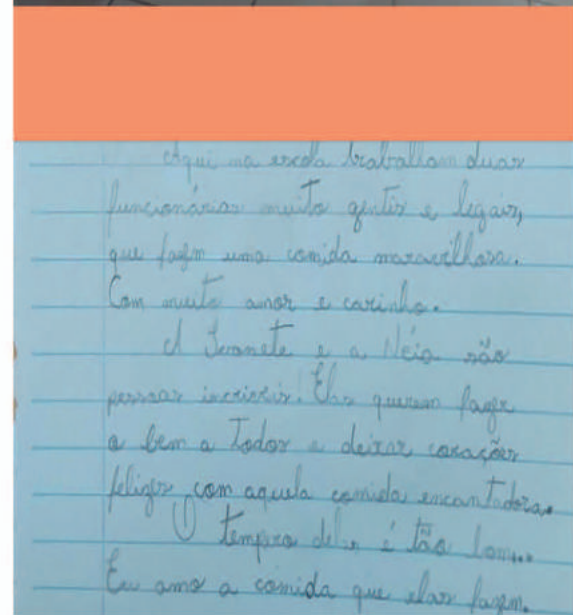 Aqui na escola trabalham duas
funcionárias muito gentis e legais,
que fazem uma comida maravilhosa.
Com muito amor e carinho.
A Ivonete e a Néia são
pessoas incríveis! Elas querem fazer
o bem a Todos e deixar corações
felizes com aquela comida encantadora.
O tempero delas é tão bom...
Eu amo a comida que elas fazem.